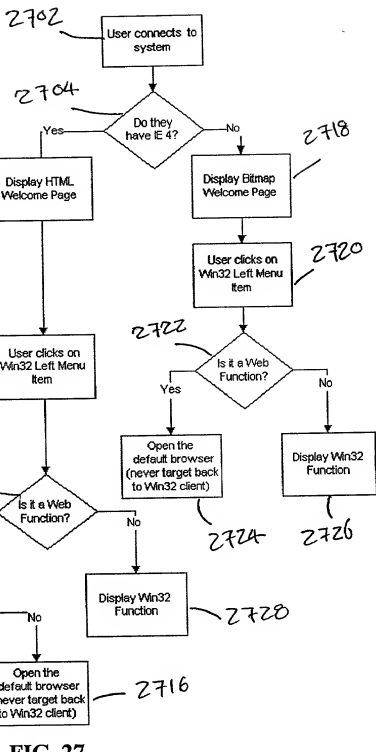 2702
User connects to
system
2704
Do they
have IE 4?
Yes
No
2718
Display HTML
Welcome Page
Display Bitmap
Welcome Page
2720
User clicks on
Win32 Left Menu
Item
2722
Is it a Web
Function?
Yes
No
User clicks on
Win32 Left Menu
Item
Open the
default browser
(never target back
to Win32 client)
Display Win32
Function
2724
2726
Is it a Web
Function?
No
Display Win32
Function
2728
No
Open the
default browser
never target back
to Win32 client)
2716
FIG. 27